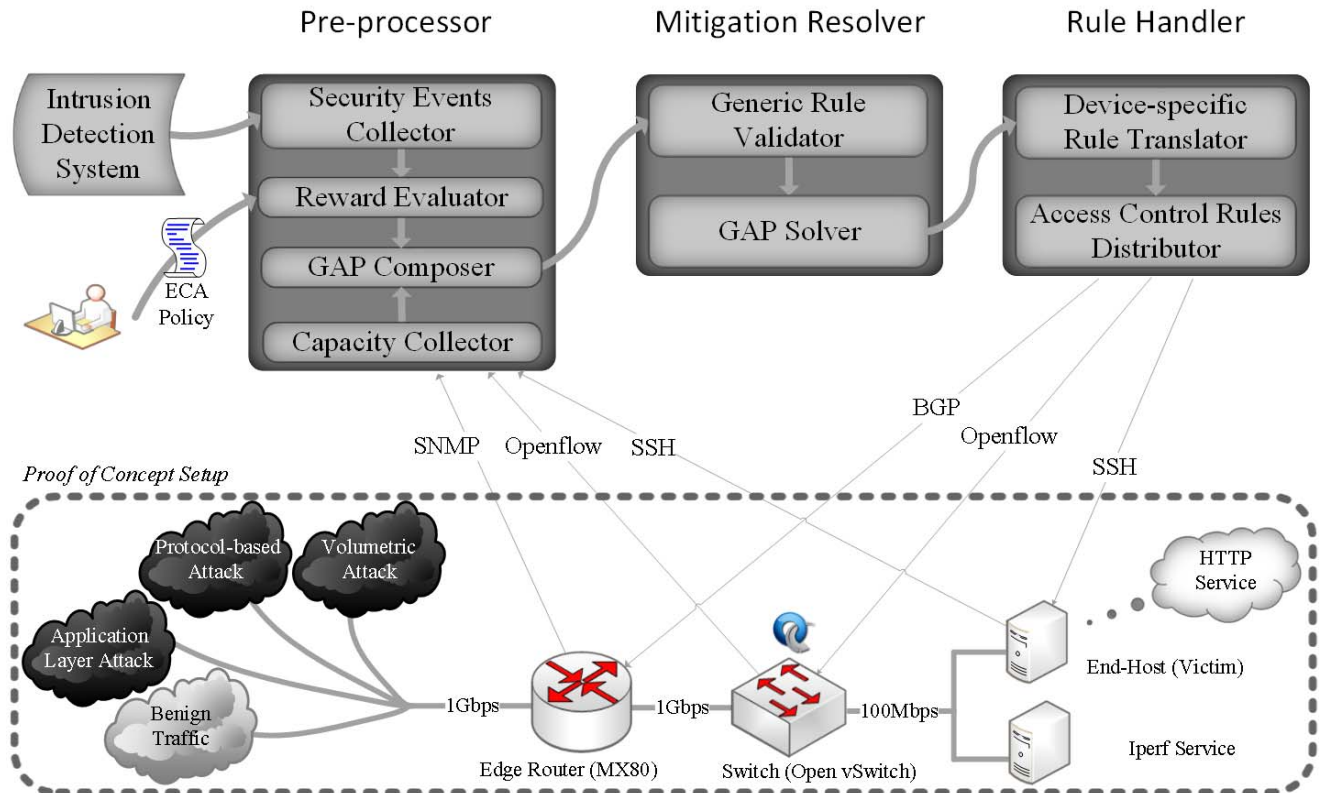 Pre-processor
Mitigation Resolver
Rule Handler
Intrusion
Detection
System
Security Events
Collector
Reward Evaluator
GAP Composer
Capacity Collector
ECA
Policy
Generic Rule
Validator
GAP Solver
Device-specific
Rule Translator
Access Control Rules
Distributor
SNMP
Openflow
SSH
BGP
Openflow
SSH
Proof of Concept Setup
Protocol-based
Attack
Volumetric
Attack
Application
Layer Attack
Benign
Traffic
1Gbps
Edge Router (MX80)
1Gbps
Switch (Open vSwitch)
100Mbps
HTTP
Service
End-Host (Victim)
Iperf Service